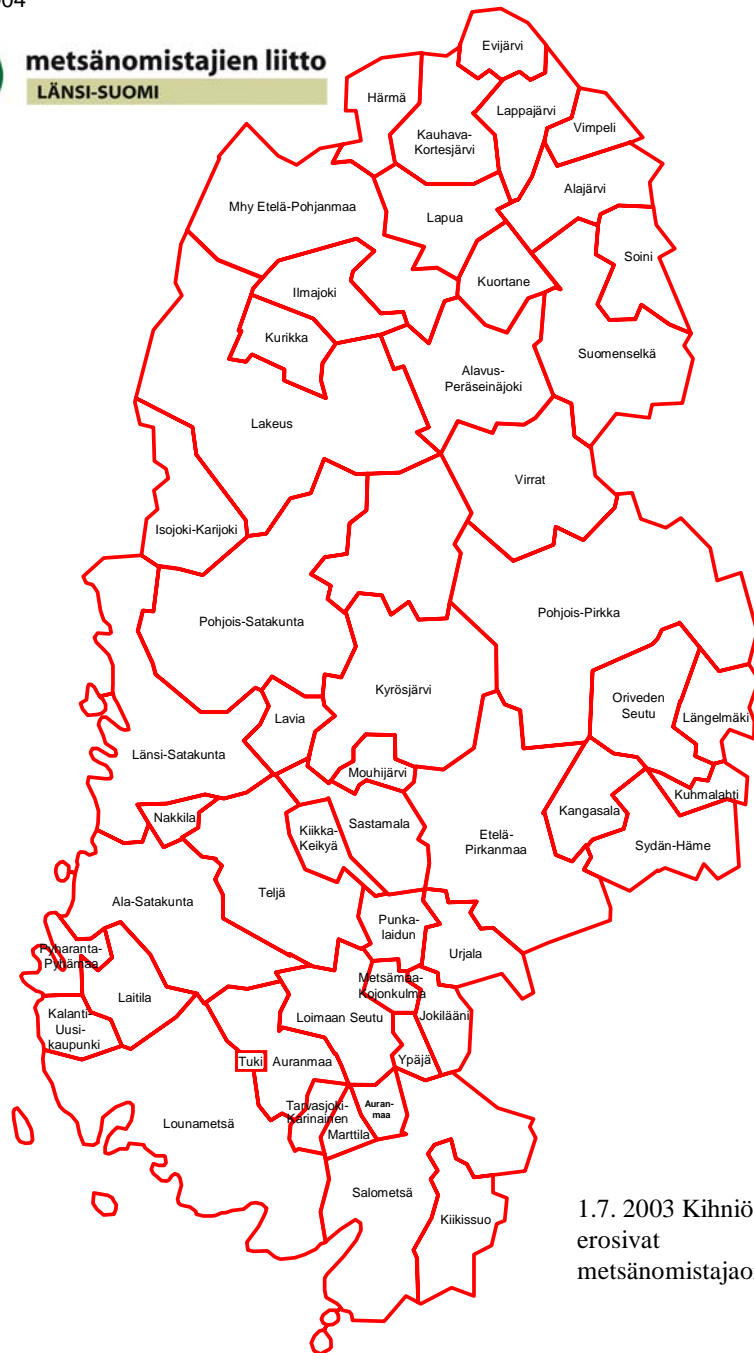 metsänomistajien liitto
LÄNSI-SUOMI
Evijärvi
Härmä
Lappajärvi
Kauhava-
Kortesjärvi
Vimpeli
Alajärvi
Mhy Etelä-Pohjanmaa
Lapua
Soini
Kuortane
Ilmajoki
Kurikka
Suomenselkä
Alavus-
Peräseinäjoki
Lakeus
Virrat
Isojoki-Karijoki
Pohjois-Satakunta
Pohjois-Pirkka
Kyrösjärvi
Oriveden
Seutu
Längelmäki
Lavia
Länsi-Satakunta
Mouhijärvi
Kuhmalahti
Nakkila
Kiikka-
Keikyä
Sastamala
Kangasala
Etelä-
Pirkanmaa
Sydän-Häme
Teljä
Ala-Satakunta
Punka-
laidun
Urjala
Pyharanta-
Pyhämaa
Metsämaa-
Kojonkulma
Laitila
Kalanti-
Uusi-
kaupunki
Loimaan Seutu
Jokilääni
Tuki
Auranmaa
Ypäjä
Tarvasjoki-
Karinainen
Auran-
maa
Lounametsä
Marttila
Salometsä
Kiikissuo
1.7. 2003 Kihniö
erosivat